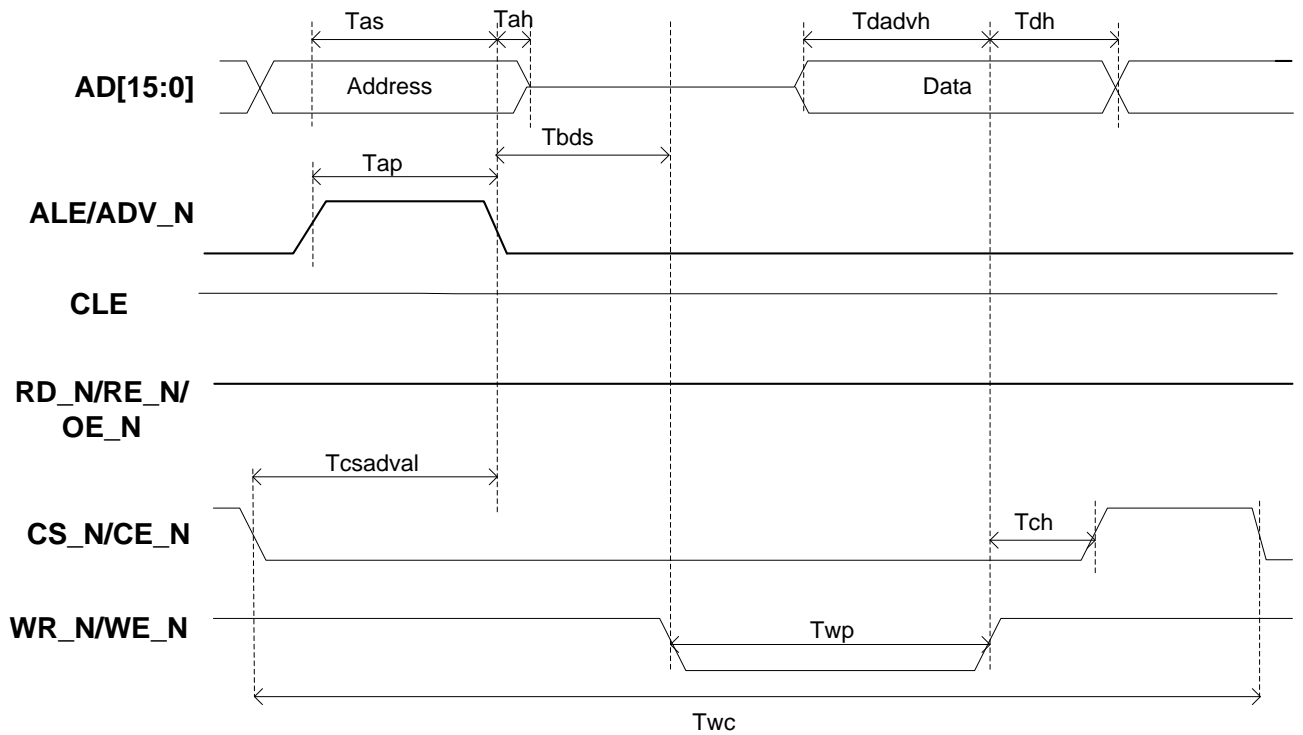 Tas
Tah
Tdadvh
Tdh
AD[15:0]
Address
Data
Tbds
Tap
ALE/ADV_N
CLE
RD_N/RE_N/
OE_N
Tcsadval
CS_N/CE_N
Tch
WR_N/WE_N
Twp
Twc